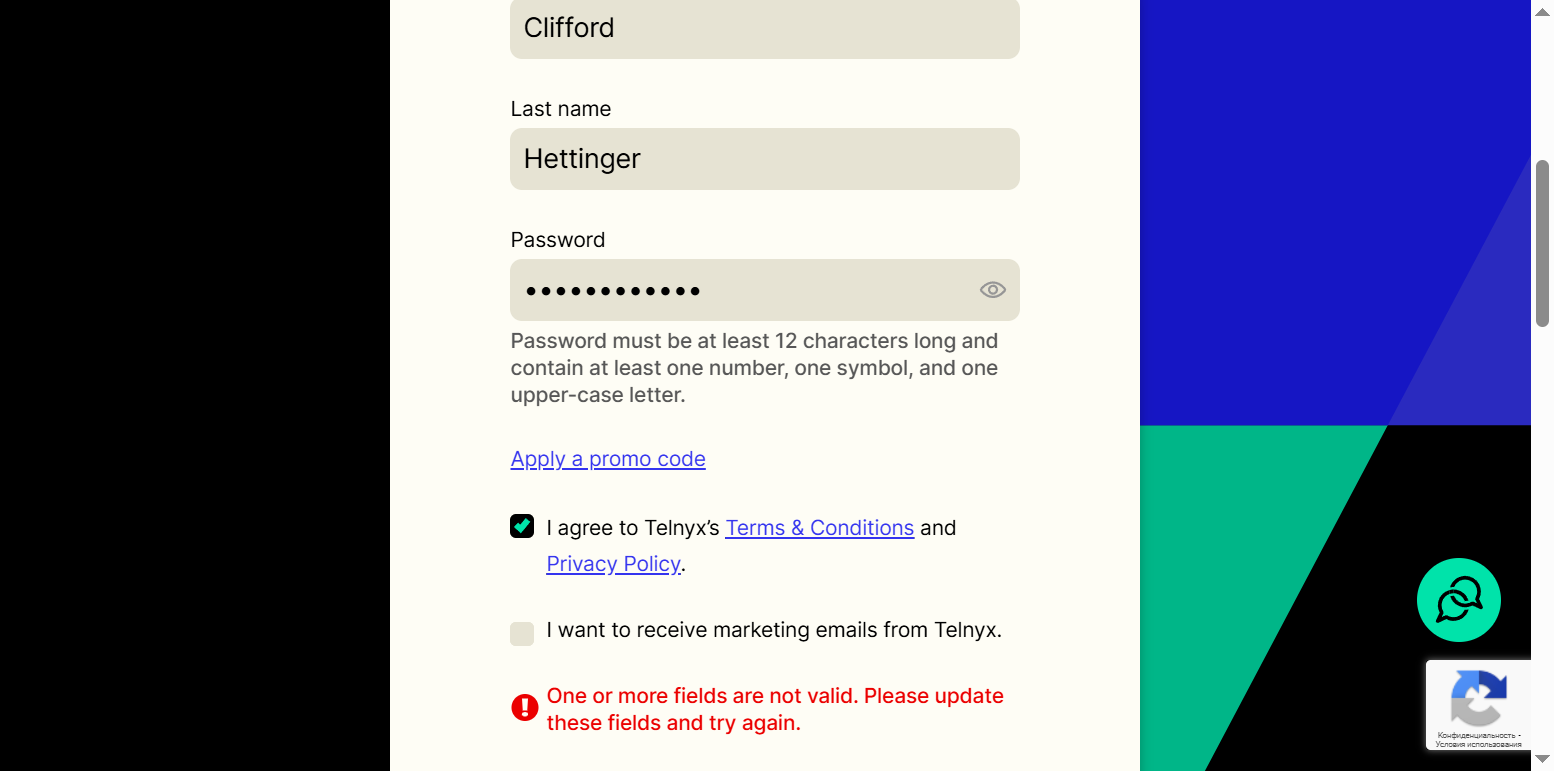 Clifford
Last name
Hettinger
Password
••••••••••••
Password must be at least 12 characters long and
contain at least one number, one symbol, and one
upper-case letter.
Apply a promo code
I agree to Telnyx’s Terms & Conditions and
Privacy Policy.
I want to receive marketing emails from Telnyx.
One or more fields are not valid. Please update
these fields and try again.
Конфиденциальность -
Условия использования